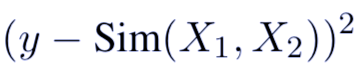 (y − Sim(X₁, X₂))²